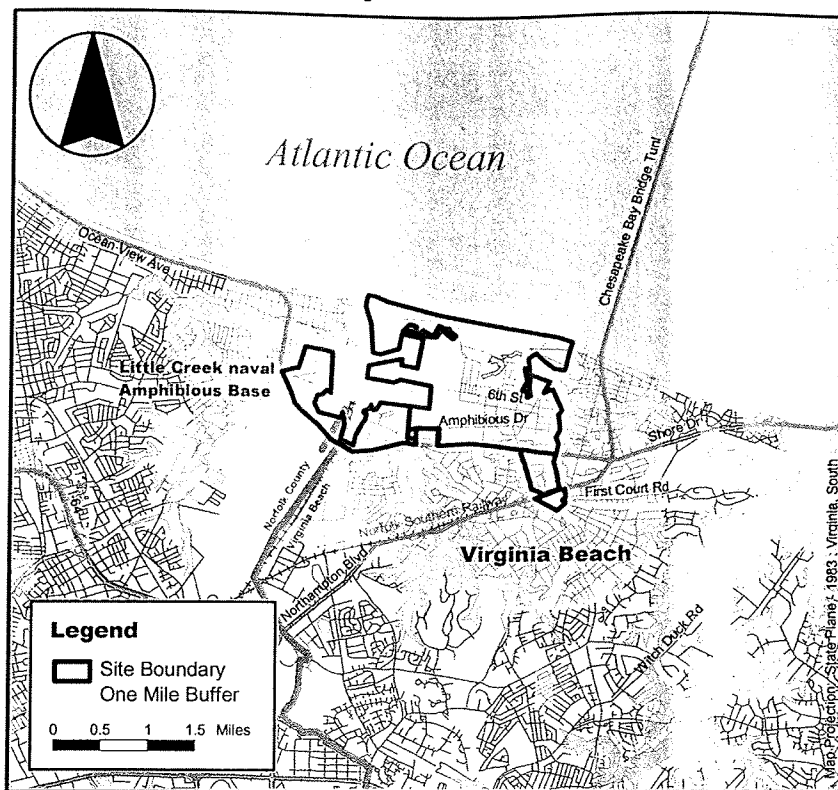 Atlantic Ocean
Chesapeake Bay Bridge Tunl
Ocean View Ave
Little Creek naval
Amphibious Base
6th St
Amphibious Dr
Shore Dr
First Court Rd
Norfolk County
Virginia Beach
Norfolk Southern Railway
I-64
Virginia Beach
Northampton Blvd
Witch Duck Rd
Legend
Site Boundary
One Mile Buffer
0 0.5 1 1.5 Miles
Map Projection: State Plane, 1983; Virginia, South